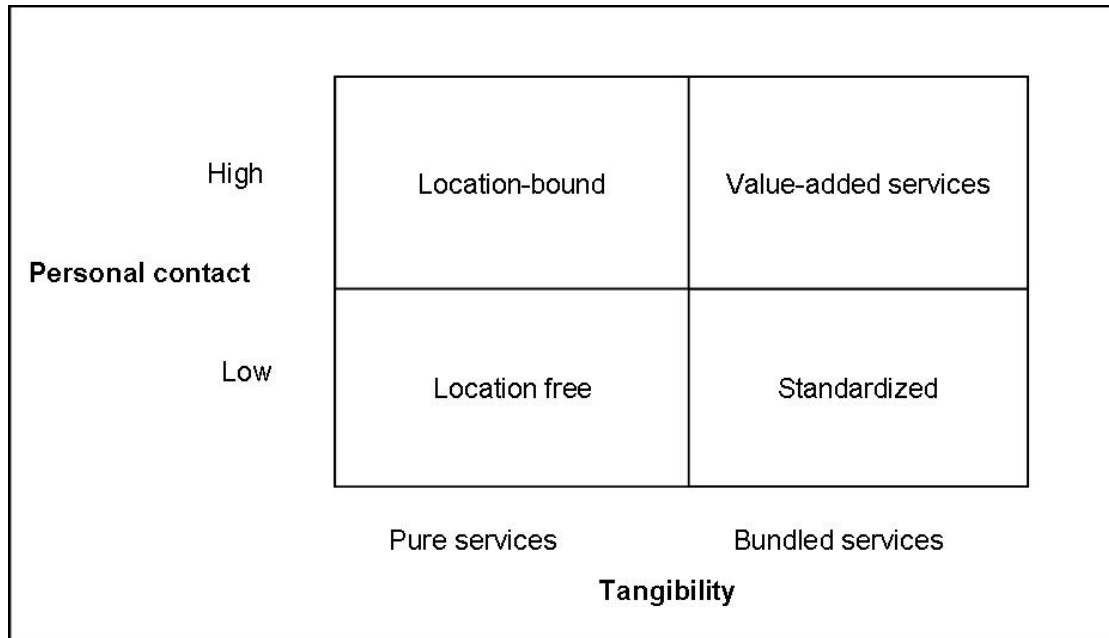 High
Location-bound
Value-added services
Personal contact
Low
Location free
Standardized
Pure services
Bundled services
Tangibility